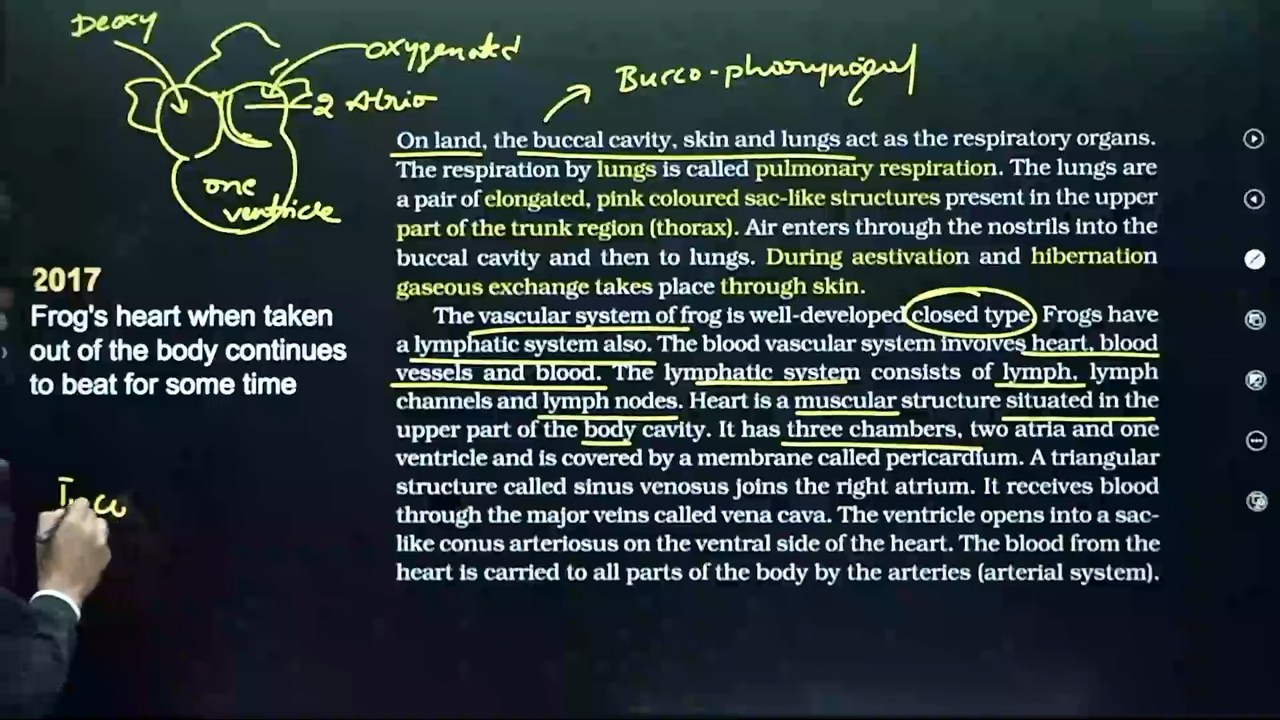 Deoxy
oxygenated
2 Atria
one
ventricle
Bucco-pharyngeal
On land, the buccal cavity, skin and lungs act as the respiratory organs.
The respiration by lungs is called pulmonary respiration. The lungs are
a pair of elongated, pink coloured sac-like structures present in the upper
part of the trunk region (thorax). Air enters through the nostrils into the
buccal cavity and then to lungs. During aestivation and hibernation
gaseous exchange takes place through skin.
The vascular system of frog is well-developed closed type. Frogs have
a lymphatic system also. The blood vascular system involves heart, blood
vessels and blood. The lymphatic system consists of lymph, lymph
channels and lymph nodes. Heart is a muscular structure situated in the
upper part of the body cavity. It has three chambers, two atria and one
ventricle and is covered by a membrane called pericardium. A triangular
structure called sinus venosus joins the right atrium. It receives blood
through the major veins called vena cava. The ventricle opens into a sac-
like conus arteriosus on the ventral side of the heart. The blood from the
heart is carried to all parts of the body by the arteries (arterial system).
2017
Frog's heart when taken
out of the body continues
to beat for some time